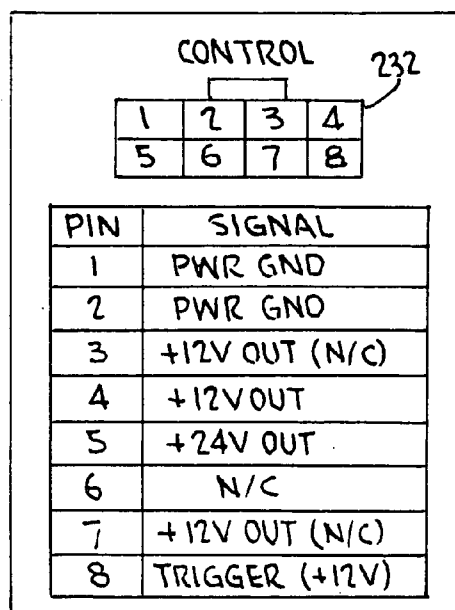 CONTROL
232
1 2 3 4
5 6 7 8
PIN SIGNAL
1 PWR GND
2 PWR GND
3 +12V OUT (N/C)
4 +12V OUT
5 +24V OUT
6 N/C
7 +12V OUT (N/C)
8 TRIGGER (+12V)